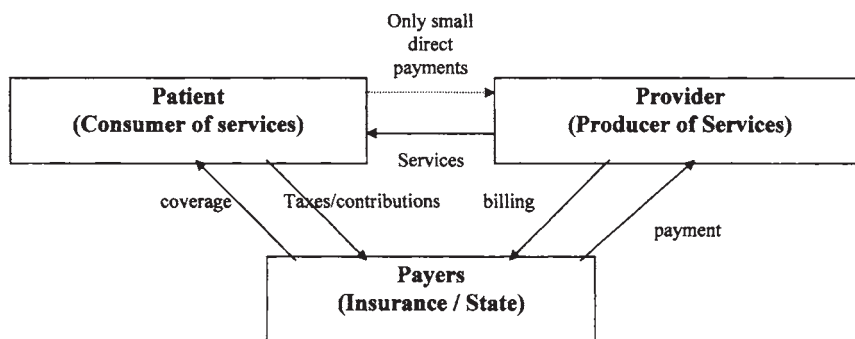 Only small
direct
payments
Patient
(Consumer of services)
Provider
(Producer of Services)
Services
coverage
Taxes/contributions
billing
payment
Payers
(Insurance / State)